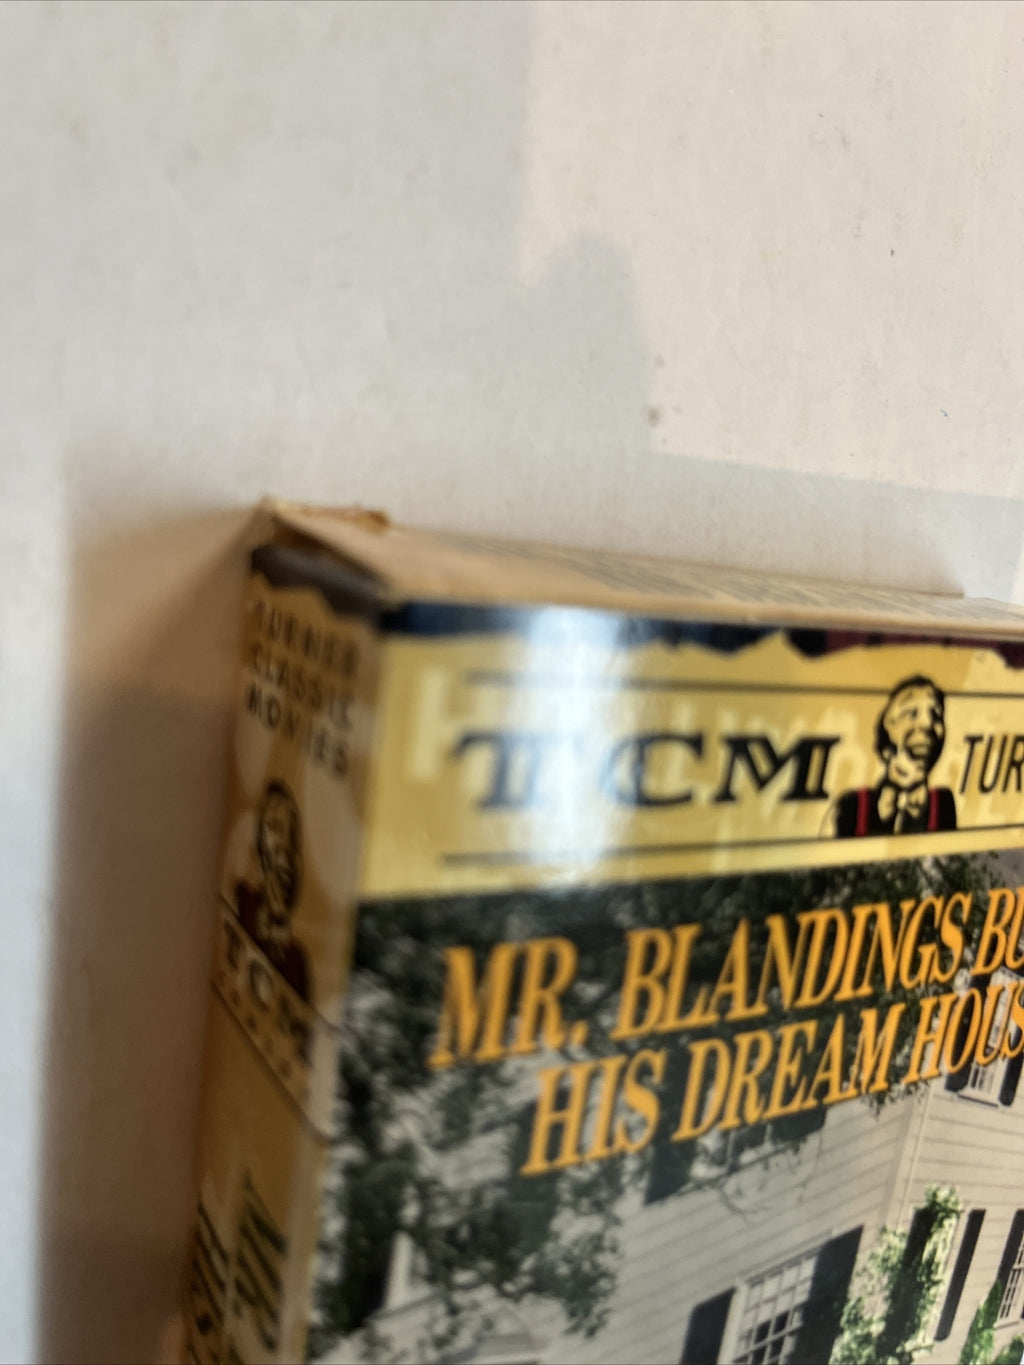 TURNER
CLASSIC
MOVIES
TCM
TCM TUR
MR. BLANDINGS BU
HIS DREAM HOUS